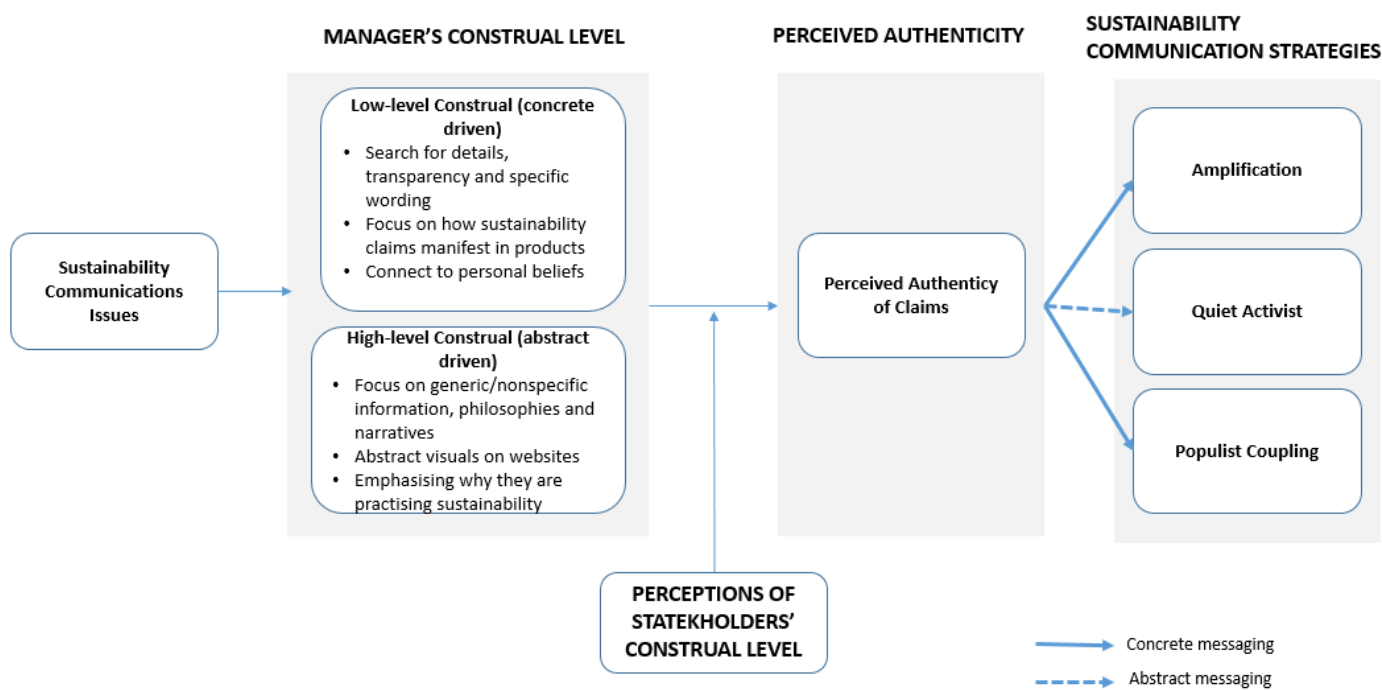 MANAGER'S CONSTRUAL LEVEL
PERCEIVED AUTHENTICITY
SUSTAINABILITY
COMMUNICATION STRATEGIES
Sustainability
Communications
Issues
Low-level Construal (concrete
driven)
• Search for details,
transparency and specific
wording
• Focus on how sustainability
claims manifest in products
• Connect to personal beliefs
High-level Construal (abstract
driven)
• Focus on generic/nonspecific
information, philosophies and
narratives
• Abstract visuals on websites
• Emphasising why they are
practising sustainability
PERCEPTIONS OF
STATEKHOLDERS'
CONSTRUAL LEVEL
Perceived Authenticy
of Claims
Amplification
Quiet Activist
Populist Coupling
Concrete messaging
Abstract messaging